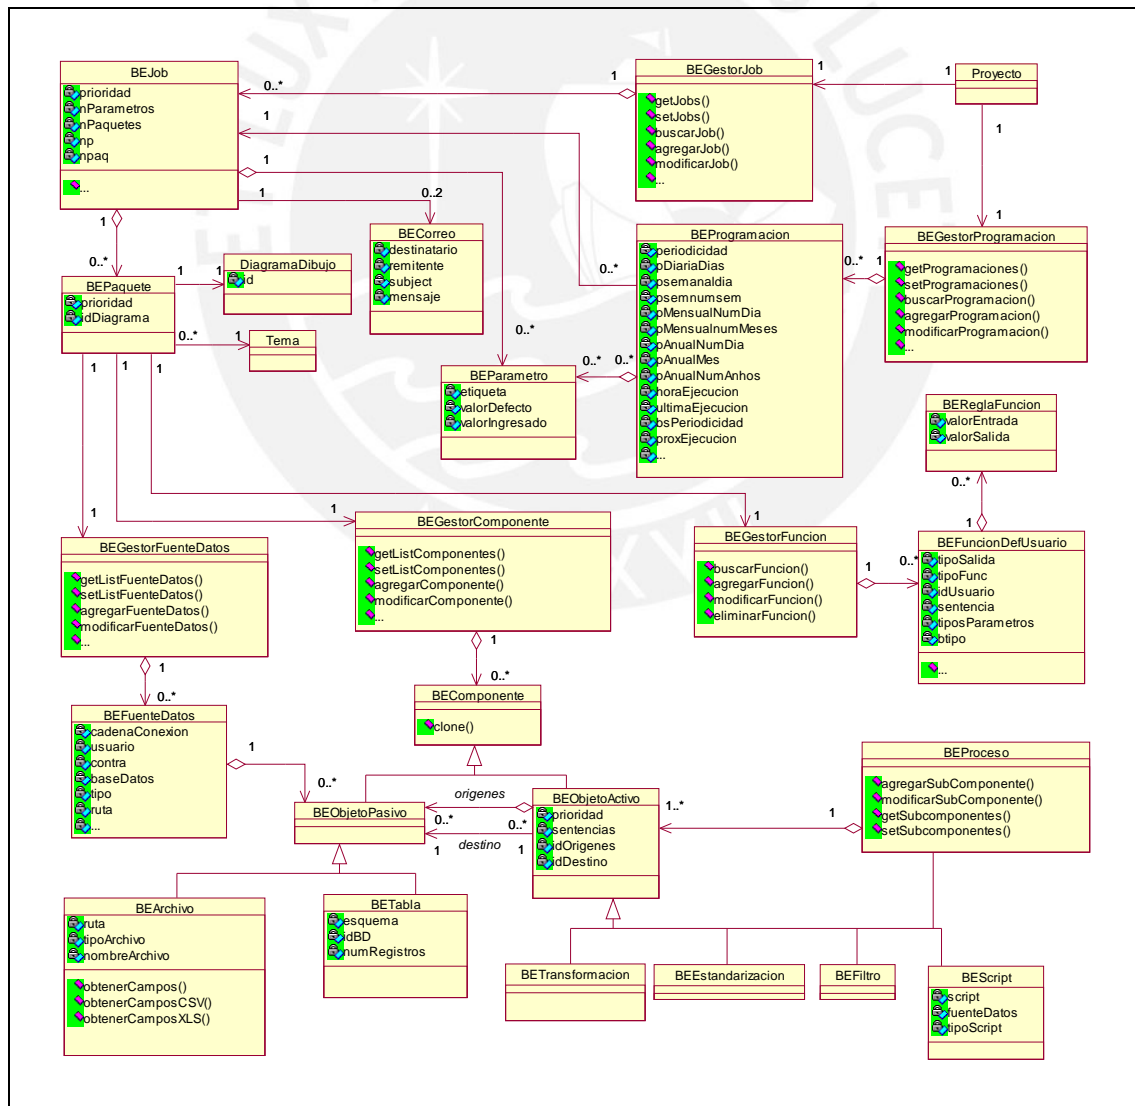 BEJob
prioridad
nParametros
nPaquetes
np
npaq
...
BEGestorJob
getJobs()
setJobs()
buscarJob()
agregarJob()
modificarJob()
...
Proyecto
1
0..*
1
1
1
1
1
1
0..2
1
0..*
BECorreo
destinatario
remitente
subject
mensaje
BEProgramacion
periodicidad
pDiariaDias
psemanaldia
psemnumsem
pMensualNumDia
pMensualnumMeses
pAnualNumDia
pAnualMes
pAnualNumAnhos
horaEjecucion
ultimaEjecucion
bsPeriodicidad
proxEjecucion
...
0..*
0..*
1
BEGestorProgramacion
getProgramaciones()
setProgramaciones()
buscarProgramacion()
agregarProgramacion()
modificarProgramacion()
...
BEPaquete
prioridad
idDiagrama
1
1
DiagramaDibujo
id
0..*
1
Tema
1
1
1
0..*
0..*
0..*
BEParametro
etiqueta
valorDefecto
valorIngresado
BEReglaFuncion
valorEntrada
valorSalida
0..*
1
1
1
1
BEGestorFuenteDatos
getListFuenteDatos()
setListFuenteDatos()
agregarFuenteDatos()
modificarFuenteDatos()
...
BEGestorComponente
getListComponentes()
setListComponentes()
agregarComponente()
modificarComponente()
...
BEGestorFuncion
buscarFuncion()
agregarFuncion()
modificarFuncion()
eliminarFuncion()
1
0..*
BEFuncionDefUsuario
tipoSalida
tipoFunc
idUsuario
sentencia
tiposParametros
btipo
...
1
0..*
1
0..*
BEFuenteDatos
cadenaConexion
usuario
contra
baseDatos
tipo
ruta
...
1
0..*
BEComponente
clone()
BEProceso
agregarSubComponente()
modificarSubComponente()
getSubcomponentes()
setSubcomponentes()
BEObjetoPasivo
origenes
0..*
0..*
destino
1
1
BEObjetoActivo
prioridad
sentencias
idOrigenes
idDestino
1..*
1
BEArchivo
ruta
tipoArchivo
nombreArchivo
obtenerCampos()
obtenerCamposCSV()
obtenerCamposXLS()
BETabla
esquema
idBD
numRegistros
BETransformacion
BEEstandarizacion
BEFiltro
BEScript
script
fuenteDatos
tipoScript